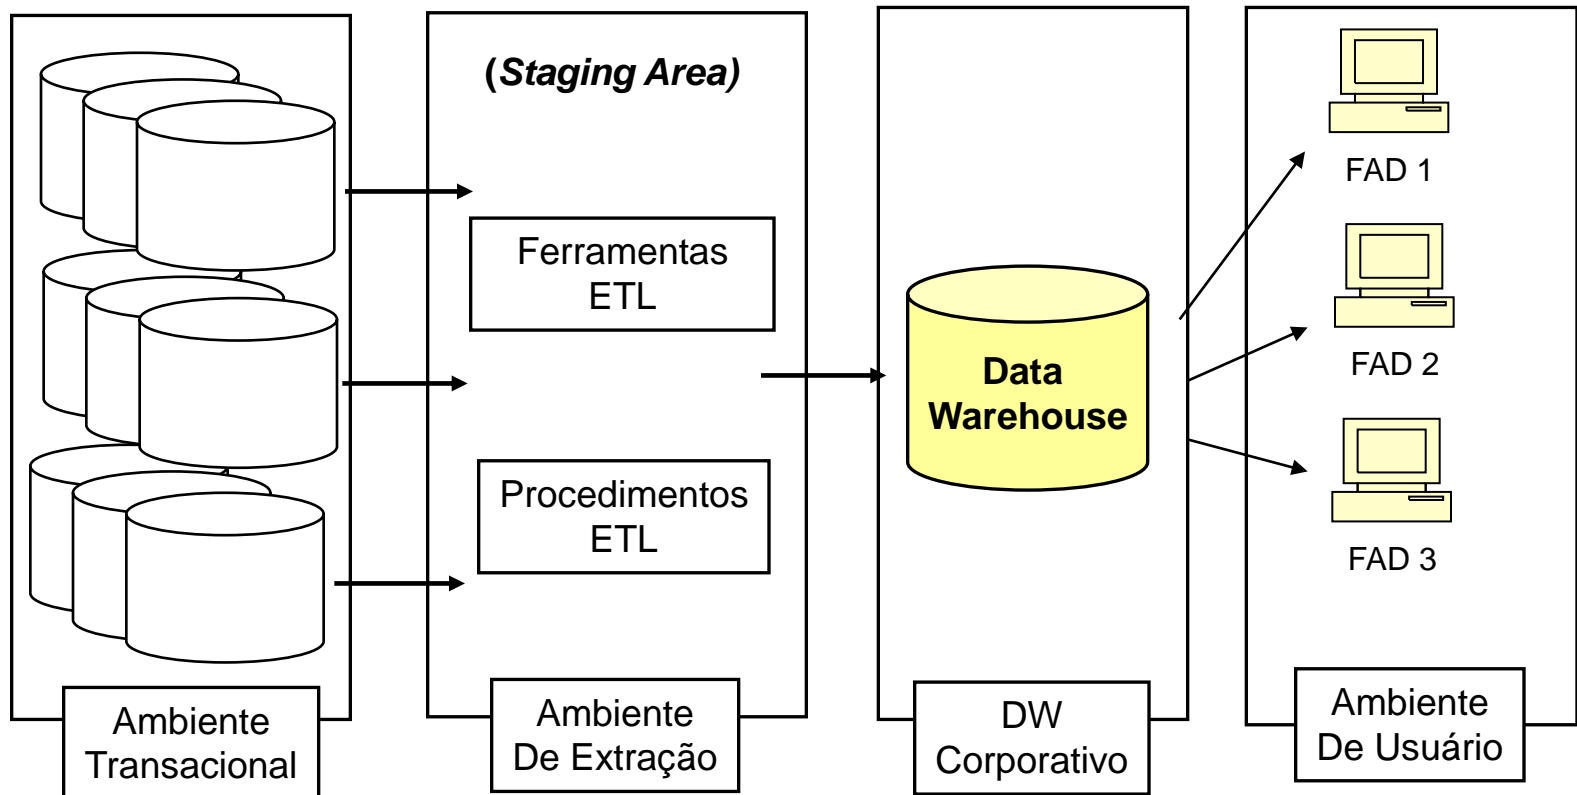 (Staging Area)
Ferramentas
ETL
Procedimentos
ETL
Data
Warehouse
FAD 1
FAD 2
FAD 3
Ambiente
Transacional
Ambiente
De Extração
DW
Corporativo
Ambiente
De Usuário